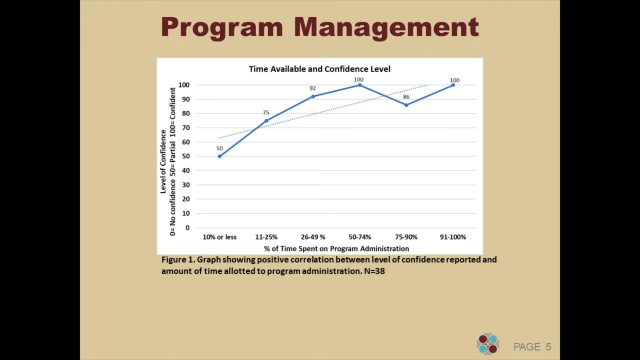 Program Management
Time Available and Confidence Level
Level of Confidence
0= No confidence 50= Partial 100= Confident
100
90
80
70
60
50
40
30
20
10
0
50
75
92
100
86
100
10% or less 11-25% 26-49 % 50-74% 75-90% 91-100%
% of Time Spent on Program Administration
Figure 1. Graph showing positive correlation between level of confidence reported and
amount of time allotted to program administration. N=38
PAGE 5